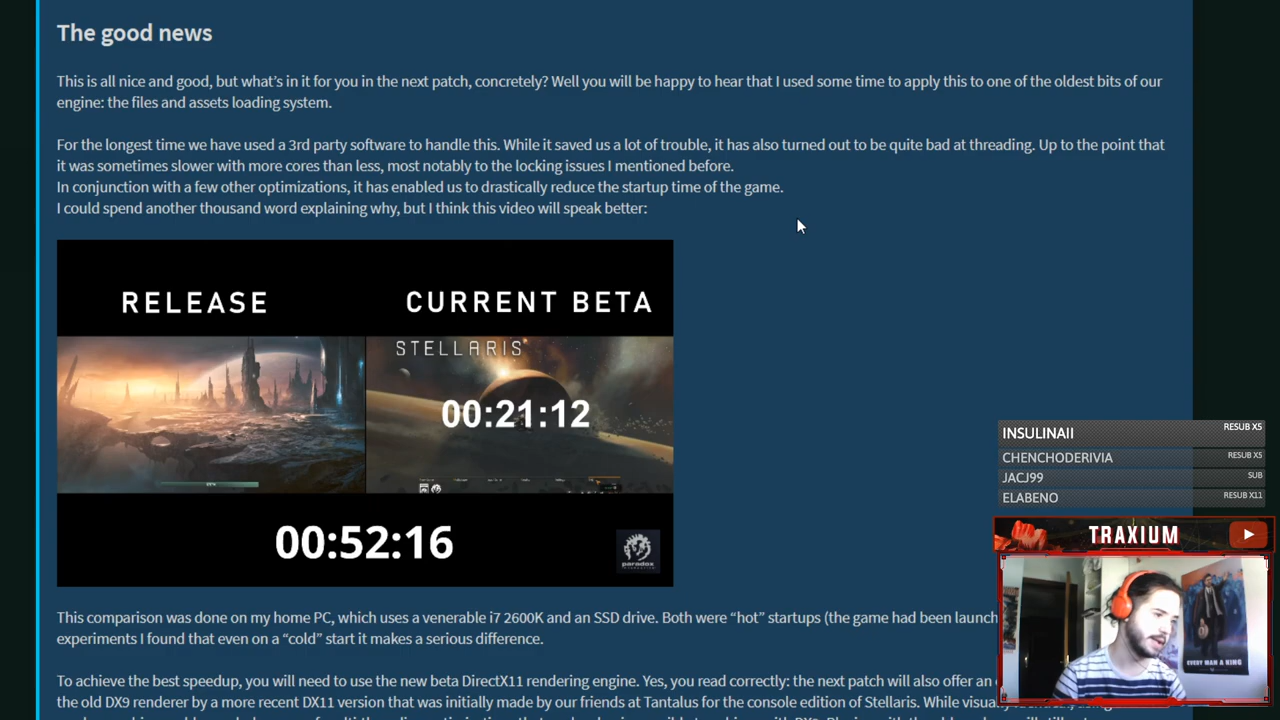 The good news
This is all nice and good, but what’s in it for you in the next patch, concretely? Well you will be happy to hear that I used some time to apply this to one of the oldest bits of our
engine: the files and assets loading system.
For the longest time we have used a 3rd party software to handle this. While it saved us a lot of trouble, it has also turned out to be quite bad at threading. Up to the point that
it was sometimes slower with more cores than less, most notably to the locking issues I mentioned before.
In conjunction with a few other optimizations, it has enabled us to drastically reduce the startup time of the game.
I could spend another thousand word explaining why, but I think this video will speak better:
RELEASE
CURRENT BETA
STELLARIS
00:21:12
00:52:16
paradox
INSULINAII RESUB X5
CHENCHODERIVIA RESUB X5
JACJ99 SUB
ELABENO RESUB X11
TRAXIUM
EVERY MAN A KING
This comparison was done on my home PC, which uses a venerable i7 2600K and an SSD drive. Both were “hot” startups (the game had been launch
experiments I found that even on a “cold” start it makes a serious difference.
To achieve the best speedup, you will need to use the new beta DirectX11 rendering engine. Yes, you read correctly: the next patch will also offer an
the old DX9 renderer by a more recent DX11 version that was initially made by our friends at Tantalus for the console edition of Stellaris. While visua